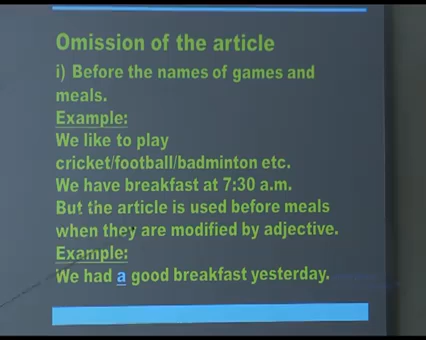 Omission of the article
i) Before the names of games and
meals.
Example:
We like to play
cricket/football/badminton etc.
We have breakfast at 7:30 a.m.
But the article is used before meals
when they are modified by adjective.
Example:
We had a good breakfast yesterday.